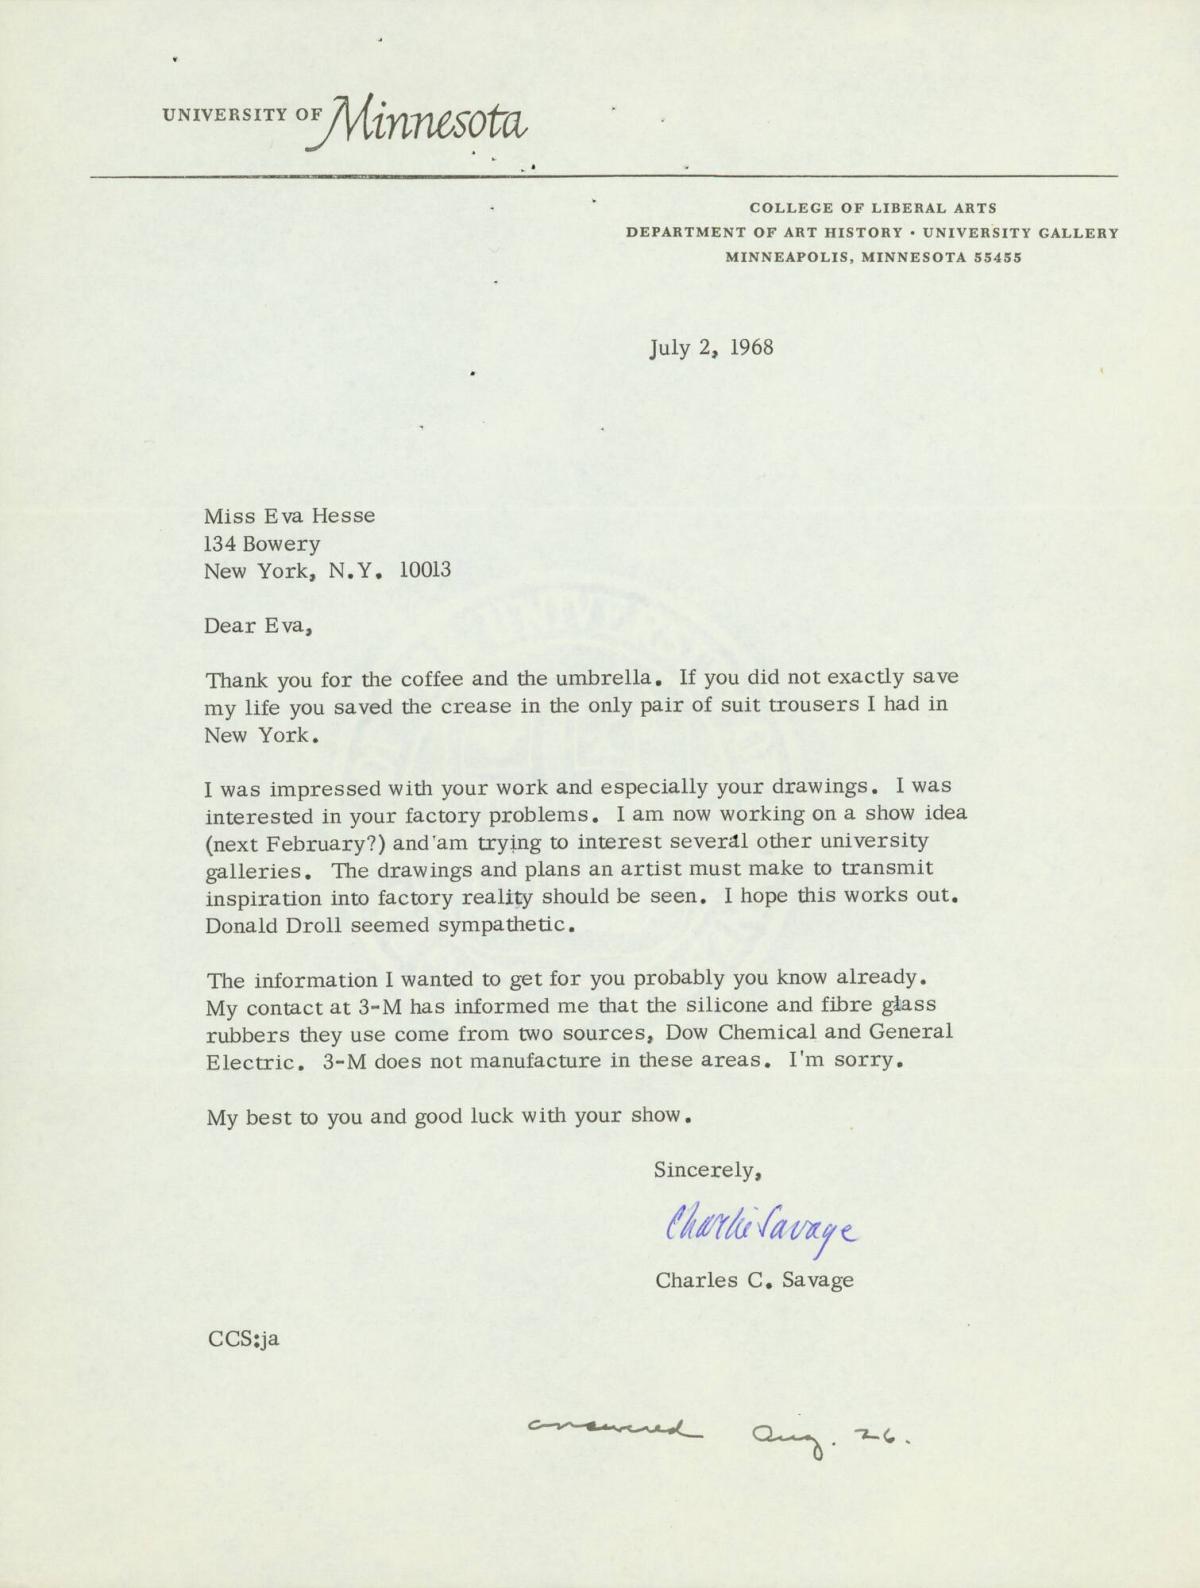 UNIVERSITY OF Minnesota
COLLEGE OF LIBERAL ARTS
DEPARTMENT OF ART HISTORY • UNIVERSITY GALLERY
MINNEAPOLIS, MINNESOTA 55455
July 2, 1968
Miss Eva Hesse
134 Bowery
New York, N.Y. 10013
Dear Eva,
Thank you for the coffee and the umbrella. If you did not exactly save
my life you saved the crease in the only pair of suit trousers I had in
New York.
I was impressed with your work and especially your drawings. I was
interested in your factory problems. I am now working on a show idea
(next February?) and am trying to interest several other university
galleries. The drawings and plans an artist must make to transmit
inspiration into factory reality should be seen. I hope this works out.
Donald Droll seemed sympathetic.
The information I wanted to get for you probably you know already.
My contact at 3-M has informed me that the silicone and fibre glass
rubbers they use come from two sources, Dow Chemical and General
Electric. 3-M does not manufacture in these areas. I'm sorry.
My best to you and good luck with your show.
Sincerely,
Charlie Savage
Charles C. Savage
CCS:ja
answered Aug. 26.